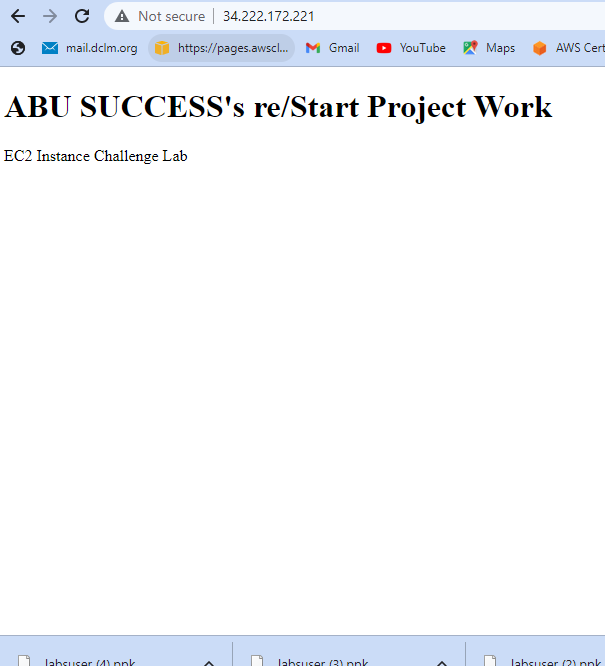 Not secure | 34.222.172.221
mail.dclm.org https://pages.awscl... Gmail YouTube Maps AWS Cert
ABU SUCCESS's re/Start Project Work
EC2 Instance Challenge Lab
labsuser (4).ppk labsuser (3).ppk labsuser (2).ppk